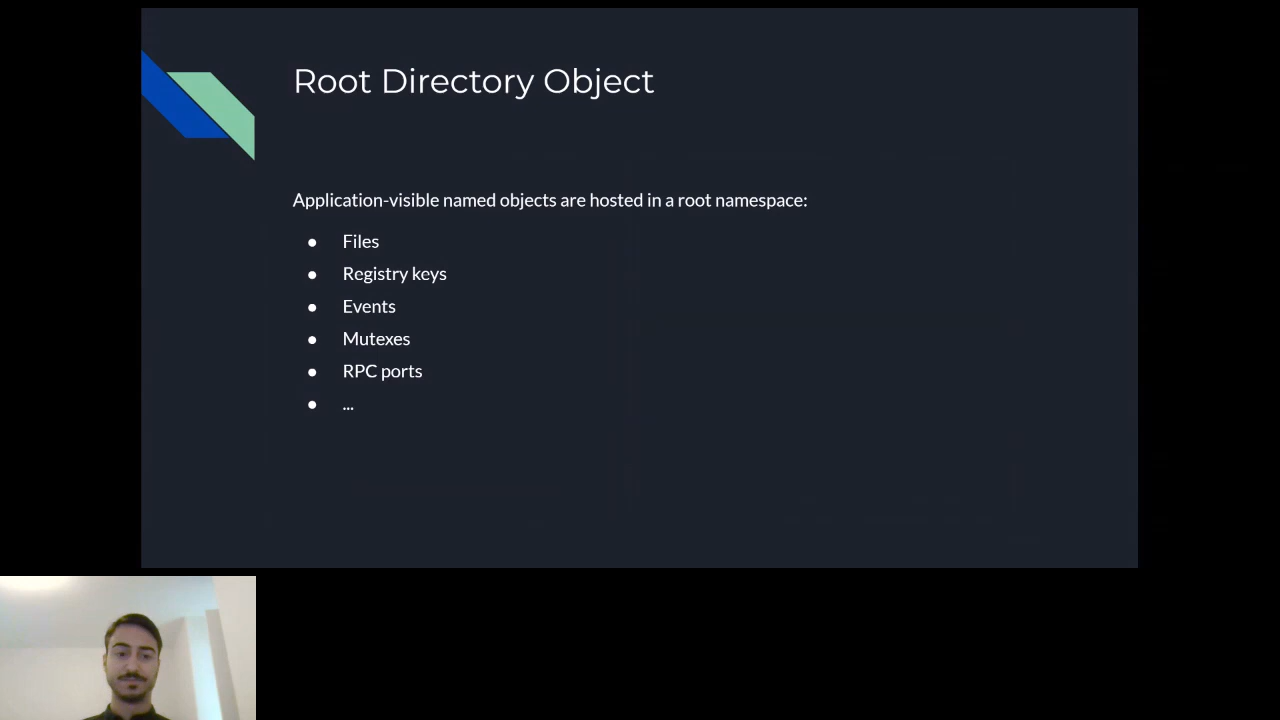 Root Directory Object
Application-visible named objects are hosted in a root namespace:
● Files
● Registry keys
● Events
● Mutexes
● RPC ports
● ...